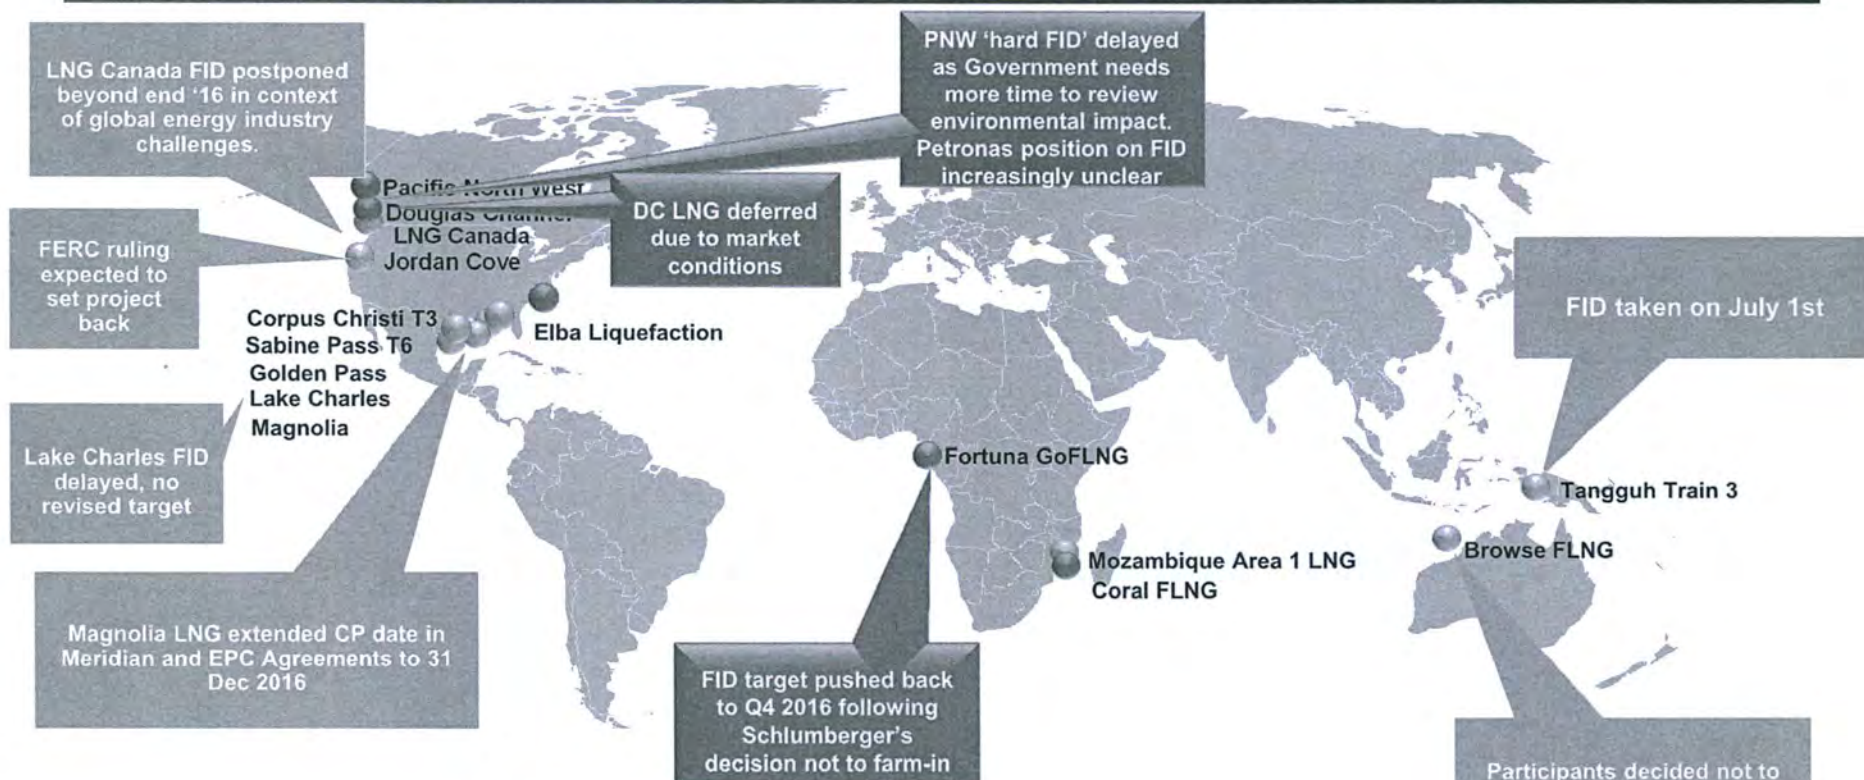 LNG Canada FID postponed
beyond end ‘16 in context
of global energy industry
challenges.
PNW ‘hard FID’ delayed
as Government needs
more time to review
environmental impact.
Petronas position on FID
increasingly unclear
Pacific North West
Douglas Channel
LNG Canada
Jordan Cove
DC LNG deferred
due to market
conditions
FERC ruling
expected to
set project
back
FID taken on July 1st
Corpus Christi T3
Sabine Pass T6
Golden Pass
Lake Charles
Magnolia
Elba Liquefaction
Lake Charles FID
delayed, no
revised target
Fortuna GoFLNG
Tangguh Train 3
Browse FLNG
Mozambique Area 1 LNG
Coral FLNG
Magnolia LNG extended CP date in
Meridian and EPC Agreements to 31
Dec 2016
FID target pushed back
to Q4 2016 following
Schlumberger’s
decision not to farm-in
Participants decided not to